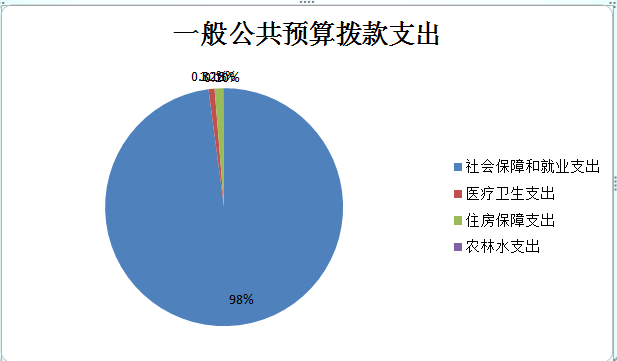 一般公共预算拨款支出
社会保障和就业支出
医疗卫生支出
住房保障支出
农林水支出
98%